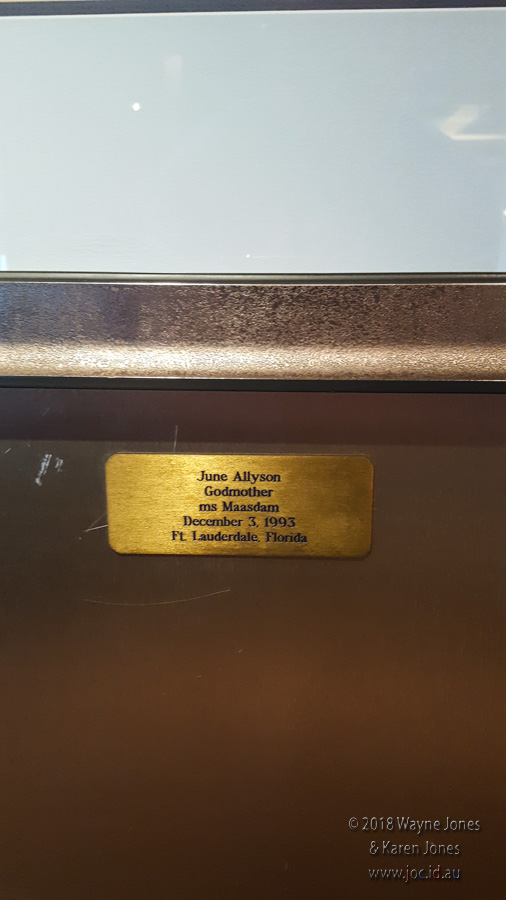 June Allyson
Godmother
ms Maasdam
December 3, 1993
Ft. Lauderdale, Florida
© 2018 Wayne Jones
& Karen Jones
www.joc.id.au